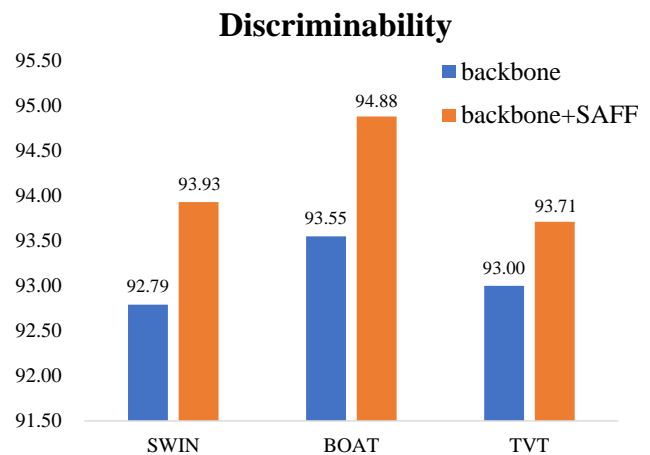 Discriminability
95.50
95.00
94.50
94.00
93.50
93.00
92.50
92.00
91.50
backbone
backbone+SAFF
92.79
93.93
93.55
94.88
93.00
93.71
SWIN
BOAT
TVT